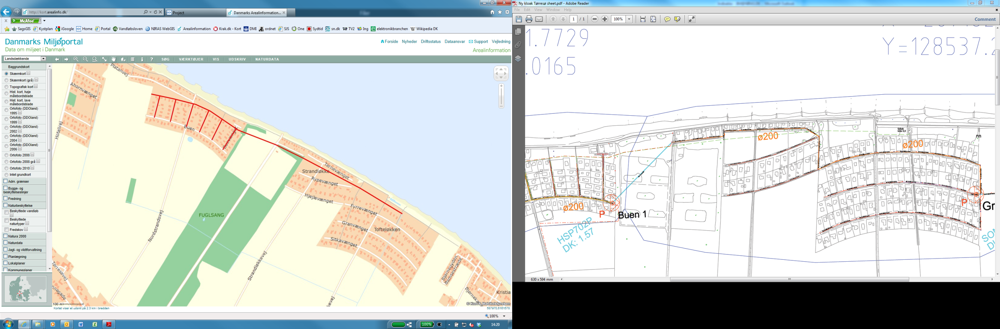 http://kort.arealinfo.dk/
Project
Danmarks Arealinformation...
McAfee
SagsGIS
Kystplan
iGoogle
Home
Portal
Vandløbsloven
NIRAS WebGIS
Arealinformation
Krak.dk - Kort
DMI
ordnet
SJS
One
Sydtid
sn.dk
TV2
Ing
elektronikbranchen
Wikipedia DK
Danmarks Miljøportal
Data om miljøet i Danmark
Forside Nyheder Driftsstatus Dataansvar Support Vejledning
Arealinformation
Landsdækkende
SØG VÆRKTØJER VIS UDSKRIV NATURDATA
Baggrundskort
Skærmkort
Skærmkort (grå)
Topografisk kort
Hist. kort, høje
målebordsblade
Hist. kort, lave
målebordsblade
Ortofoto (DDOland)
1995
Ortofoto (DDOland)
1999
Ortofoto (DDOland)
2002
Ortofoto (DDOland)
2004
Ortofoto (DDOland)
2006
Ortofoto 2008
Ortofoto 2008 grå
Ortofoto 2010
Intet grundkort
Adm. grænser
Bygge- og
beskyttelseslinjer
Fredning
Naturbeskyttelse
Beskyttede vandløb
Beskyttede
naturtyper
Fredskov
Natura 2000
Naturdata
Jagt- og vildtforvaltning
Planlægning
Lokalplaner
Kommuneplaner
Platanvej
Ahornvænget
Hotelvej
Buen
Buevænget
Strandløkke
Ternevænget
Rypevænget
Hjejlevænget
Fyrrevænget
Granvænget
Tofteløkken
Sitkavænget
FUGLSANG
Nordstrandsvej
Strandløkkevej
Tørresøvej
nnegade
kevej
Bjørnegyden
Bamsestræde
Bjørneka
Kristia
100 m
© Kort & Matrikelstyrelsen
Kortet viser et udsnit på 2.3 km i bredden
587970,6161578
100%
100%
14:20
Ny kloak Tørresø sheet.pdf - Adobe Reader
File Edit View Window Help
1 / 1
100%
Comment
1.7729
.0165
Y=128537.2
ø200
ø200
ø200
nn
P
Buen 1
P
Gr
HSP702P
DK: 1.57
630 x 594 mm